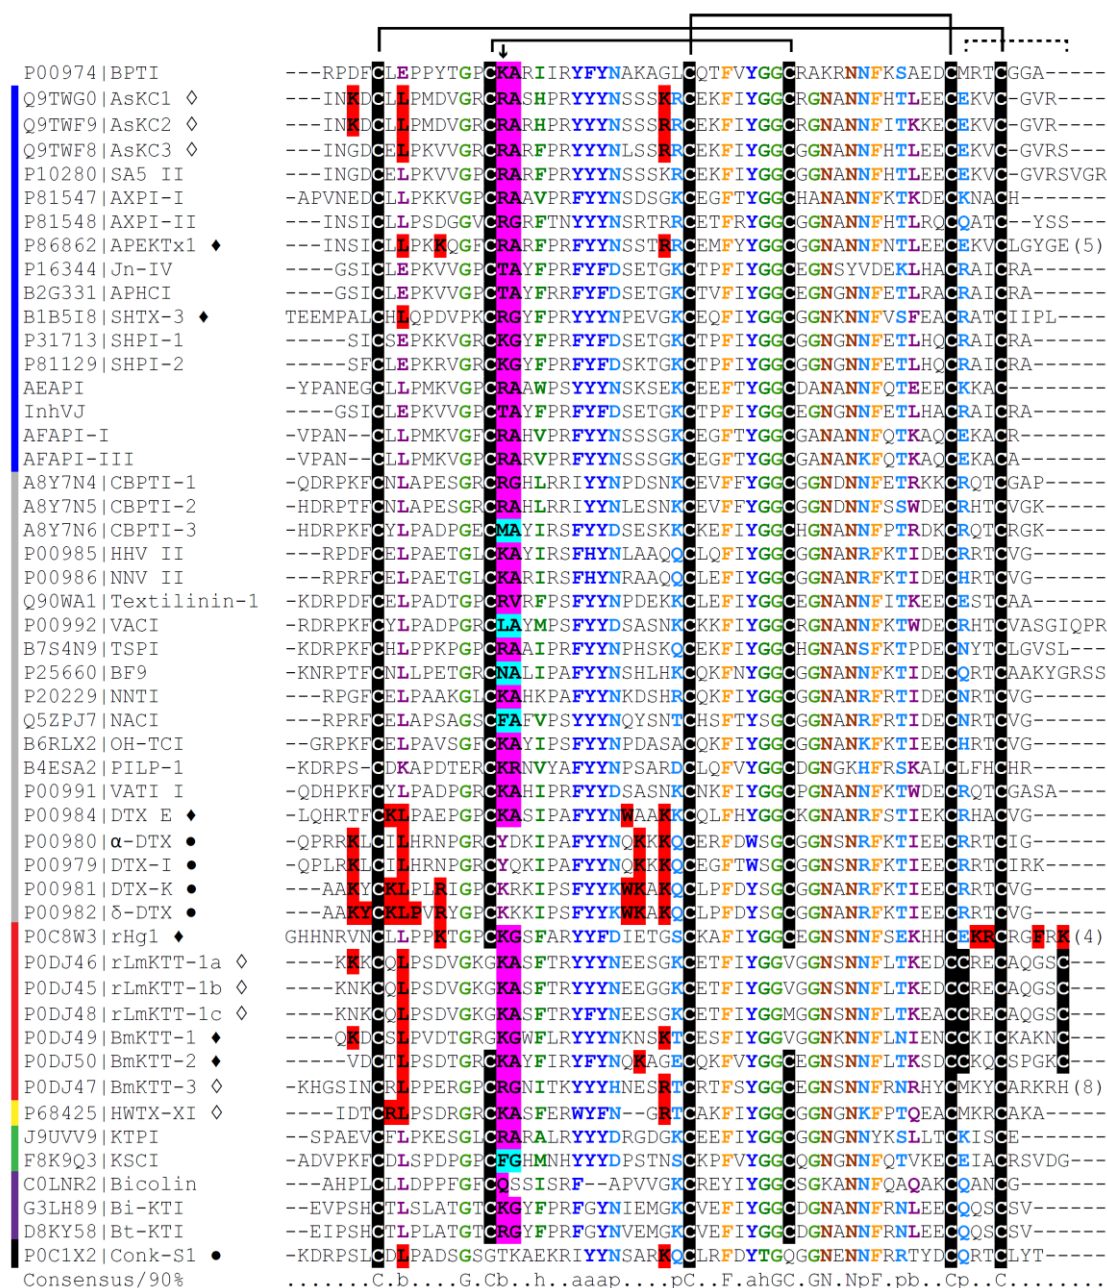 P00974|BPTI ---RPDFCLEPPYTGPCKARIIRYFYNAKAGLCQTFVYGGCRAKRNNFKSAEDCMRTCGGA---
Q9TWG0|AsKC1 ◇ ---INKDCLLPMDVGRCRASHPRYYYNSSSKRCEKFIYGGCRGNANNFHTLEECEKVC-GVR---
Q9TWF9|AsKC2 ◇ ---INKDCLLPMDVGRCRARHPRYYYNSSSRRCEKFIYGGCRGNANNFITKKECEKVC-GVR---
Q9TWF8|AsKC3 ◇ ---INGDCELPKVVGRCRARFPRYYYNLSSRRCEKFIYGGCGGNANNFHTLEECEKVC-GVRS--
P10280|SA5 II ---INGDCELPKVVGPCRARFPRYYYNSSSKRCEKFIYGGCGGNANNFHTLEECEKVC-GVRSVGR
P81547|AXPI-I -APVNEDCLLPKKVGPCRAAVPRFYYNSDSGKCEGFTYGGCHANANNFKTKDECKNACH-----
P81548|AXPI-II ---INSICLLPSDGGVCRGRFTNYYYNSRTRRCETFRYGGCGGNANNFHTLRQCQATC--YSS---
P86862|APEKTx1 ♦ ---INSICLLPKKQGFCRARFPRFYYNSSTRRCEMFYYGGCGGNANNFNTLEECEKVCLGYGE(5)
P16344|Jn-IV ----GSICLEPKVVGPCTAYFPRFYFDSETGKCTPFIYGGCEGNSYVDEKLHACRAICRA-----
B2G331|APHCI ----GSICLEPKVVGPCTAYFRRFYFDSETGKCTVFIYGGCEGNGNNFETLRACRAICRA-----
B1B5I8|SHTX-3 ♦ TEEMPALCHLQPDVPKCRGYFPRYYYNPEVGKCEQFIYGGCGGNKNNFVSFEACRATCIIPL---
P31713|SHPI-1 -----SICSEPKKVGRCKGYFPRFYFDSETGKCTPFIYGGCGGNGNNFETLHQCRAICRA-----
P81129|SHPI-2 -----SFCLEPKRVGRCKGYFPRFYFDSKTGKCTPFIYGGCGGNGNNFETLHQCRAICRA-----
AEAPI -YPANEGCLLPMKVGPCRAAWPSYYYNSKSEKCEEFTYGGCDANANNFQTEEECKKAC------
InhVJ ----GSICLEPKVVGPCTAYFPRFYFDSETGKCTPFIYGGCEGNGNNFETLHACRAICRA-----
AFAPI-I -VPAN--CLLPMKVGFCRAHVPRFYYNSSSGKCEGFTYGGCGANANNFQTKAQCEKACR-----
AFAPI-III -VPAN--CLLPMKVGPCRARVPRFYYNSSSGKCEGFTYGGCGANANKFQTKAQCEKACA-----
A8Y7N4|CBPTI-1 -QDRPKFCNLAPESGRCRGHLRRIYYNPDSNKCEVFFYGGCGGNDNNFETRKKCRQTCGAP----
A8Y7N5|CBPTI-2 -HDRPTFCNLAPESGRCRAHLRRIYYNLESNKCEVFFYGGCGGNDNNFSSWDECRHTCVGK----
A8Y7N6|CBPTI-3 -HDRPKFCYLPADPGECMAYIRSFYYDSESKKCKEFIYGGCHGNANNFPTRDKCRQTCRGK----
P00985|HHV II ---RPDFCELPAETGLCKAYIRSFHYNLAAQQCLQFIYGGCGGNDNRFKTIDECRRTCVG-----
P00986|NNV II ---RPRFCELPAETGLCKARIRSFHYNRAAQQCLEFIYGGCGGNANRFKTIDECHRTCVG-----
Q90WA1|Textilinin-1 -KDRPDFCELPADTGPCRVRFPSFYYNPDEKKCLEFIYGGCEGNANNFITKEECESTCAA-----
P00992|VACI -RDRPKFCYLPADPGRCLAYMPSFYYDSASNKCKKFIYGGCRGNANNFKTWDECRHTCVASGIQPR
B7S4N9|TSPI -KDRPKFCHLPPKPGPCRAAIPRFYYNPHSKQCEKFIYGGCHGNANSFKTPDECNYTCLGVSL---
P25660|BF9 -KNRPTFCNLLPETGRCNALIPAFYYNSHLHKCQKFNYGGCGGNANNFKTIDECQRTCAAKYGRSS
P20229|NNTI ---RPGFCELPAAKGLCKAHKPAFYYNKDSHRCQKFIYGGCGGNANRFRTIDECNRTCVG-----
Q5ZPJ7|NACI ---RPRFCELAPSAGSCFAFVPSYYYNQYSNTCHSFTYSGCGGNANRFRTIDECNRTCVG-----
B6RLX2|OH-TCI --GRPKFCELPAVSGFCKAYIPSFYYNPDASACQKFIYGGCGGNANKFKTIEECHRTCVG-----
B4ESA2|PILP-1 -KDRPS-CDKAPDTERCKRNVYAFYYNPSARDCLQFVYGGCDGNGKHFRSKALCLFHCHR-----
P00991|VATI I -QDHPKFCYLPADPGRCKAHIPRFYYDSASNKCNKFIYGGCPGNANNFKTWDECRQTCGASA---
P00984|DTX E ♦ -LQHRTFCKLPAEPGPCKASIPAFYYNWAAKKCQLFHYGGCKGNANRFSTIEKCRHACVG-----
P00980|α-DTX ● -QPRRKLCILHRNPGRCYDKIPAFYYNQKKKQCERFDWSGCGGNSNRFKTIEECRRTCIG-----
P00979|DTX-I ● -QPLRKLCILHRNPGRCYQKIPAFYYNQKKKQCEGFTWSGCGGNSNRFKTIEECRRTCIRK----
P00981|DTX-K ● ---AAKYCKLPLRIGPCKRKIPSFYYKWKAKQCLPFDYSGCGGNANRFKTIEECRRTCVG-----
P00982|δ-DTX ● ---AAKYCKLPVRYGPCKKKIPSFYYKWKAKQCLPFDYSGCGGNANRFKTIEECRRTCVG-----
P0C8W3|rHg1 ♦ GHHNRVNCLLPPKTGPCKGSFARYYFDIETGSCKAFIYGGCEGNSNNFSEKHHCEKRCRGFRK(4)
P0DJ46|rLmKTT-1a ◇ ---KKKCQLPSDVGKGKASFTRYYYNEESGKCETFIYGGVGGNSNNFLTKEDCCRECAQGSC
P0DJ45|rLmKTT-1b ◇ ---KNKCQLPSDVGKGKASFTRYYYNEEGGKCETFIYGGVGGNSNNFLTKEDCCRECAQGSC
P0DJ48|rLmKTT-1c ◇ ---KNKCQLPSDVGKGKASFTRYFYNEESGKCETFIYGGMGGNSNNFLTKEACCRECAQGSC
P0DJ49|BmKTT-1 ♦ --QKDCSLPVDTGRGKGWFLRYYYNKNSKTCESFIYGGVGGNKNNFLNIENCCKICKAKNC
P0DJ50|BmKTT-2 ♦ ---VDCTLPSDTGRCKAYFIRYFYNQKAGECQKFVYGGCEGNSNNFLTKSDCCKQCSPGKC
P0DJ47|BmKTT-3 ◇ -KHGSINCRLPPERGPCRGNITKYYYHNESRTCRTFSYGGCEGNSNNFRNRHYCMKYCARKRH(8)
P68425|HWTX-XI ◇ ----IDTCRLPSDRGRCKASFERWYFN--GRTCAKFIYGGCGGNGNKFPTQEACMKRCAKA----
J9UVV9|KTPI --SPAEVCFLPKESGLCRARALRYYYDRGDGKCEEFIYGGCGGNGNNYKSLLTCKISCE------
F8K9Q3|KSCI -ADVPKFCDLSPDPGPCFGHMNHYYYDPSTNSCKPFVYGGCQGNGNNFQTVKECEIACRSVDG---
C0LNR2|Bicolin ---AHPLCLLDPPFGFCQSSISRF--APVVGKCREYIYGGCSGKANNFQAQAKCQANCG-----
G3LH89|Bi-KTI --EVPSHCTLSLATGTCKGYFPRFGYNIEMGKCVEFIYGGCDGNANNFRNLEECQQSCSV-----
D8KY58|Bt-KTI --EIPSHCTLPLATGTCRGYFPRFGYNVEMGKCVEFIYGGCDGNANNFRNLEECQQSCSV-----
P0C1X2|Conk-S1 ● -KDRPSLCDLPADSGSGTKAEKRIYYNSARKQCLRFDYTGQGGNENNFRRTYDCQRTCLYT----
Consensus/90% .......C.b....G.Cb..h..aaap....pC..F.ahGC.GN.NpF.pb..Cp..C.......